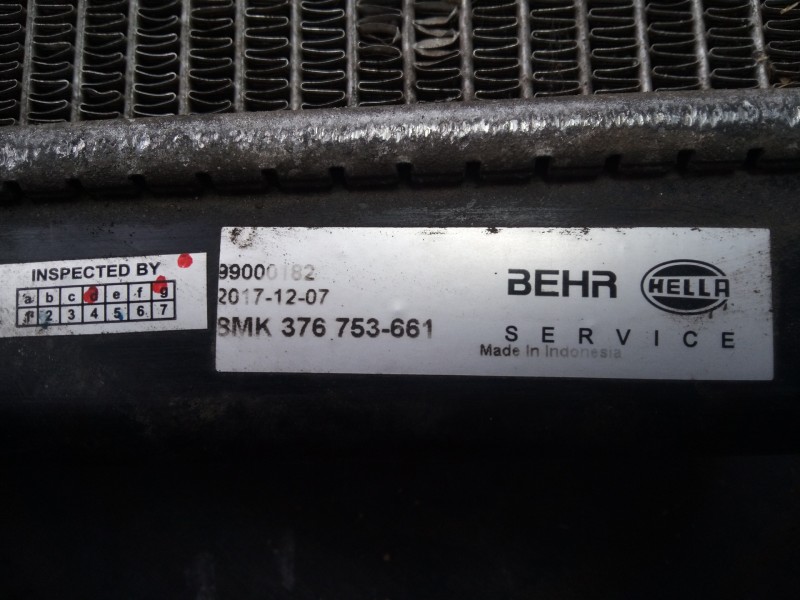 INSPECTED BY
a b c d e f g
1 2 3 4 5 6 7
99000182
2017-12-07
8MK 376 753-661
BEHR HELLA
SERVICE
Made In Indonesia